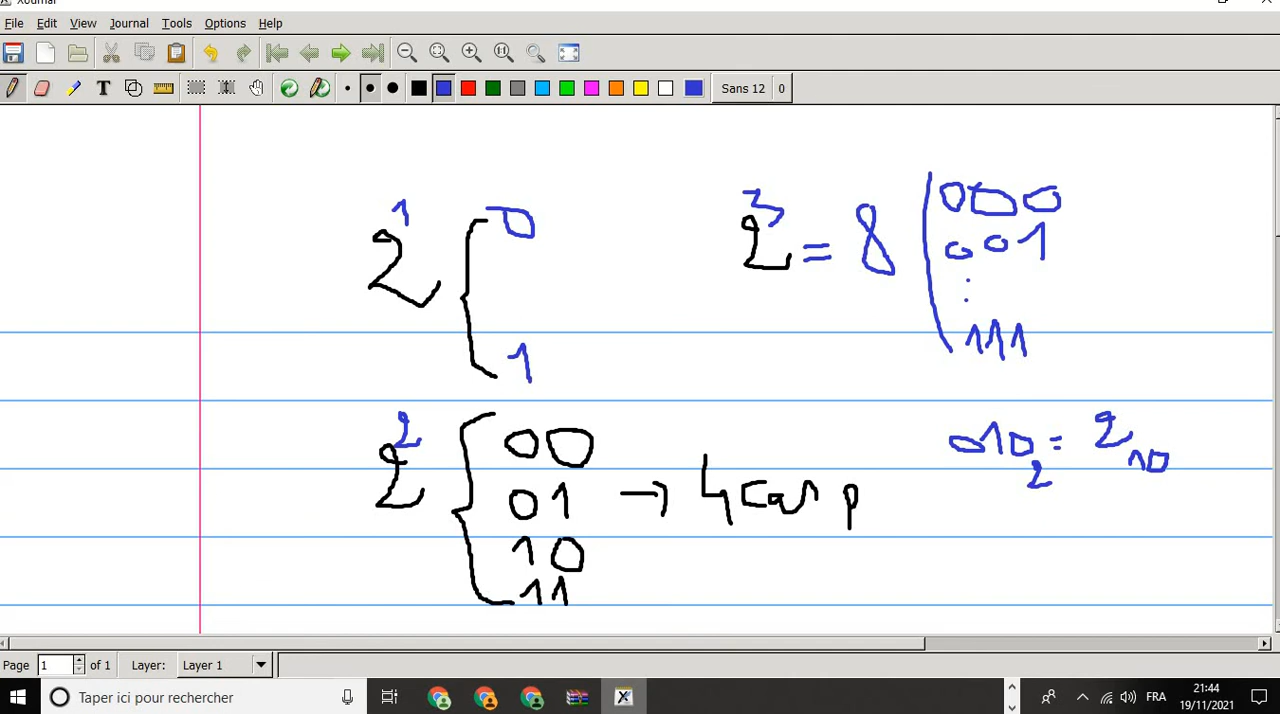 Xournal
File Edit View Journal Tools Options Help
Sans 12 0
2¹ { 0
1
2³ = 8 | 000
001
⋮
111
2² { 00
01 → 4 cas p
10
11
010₂ = 2₁₀
Page 1 of 1 Layer: Layer 1
Taper ici pour rechercher
FRA
21:44
19/11/2021